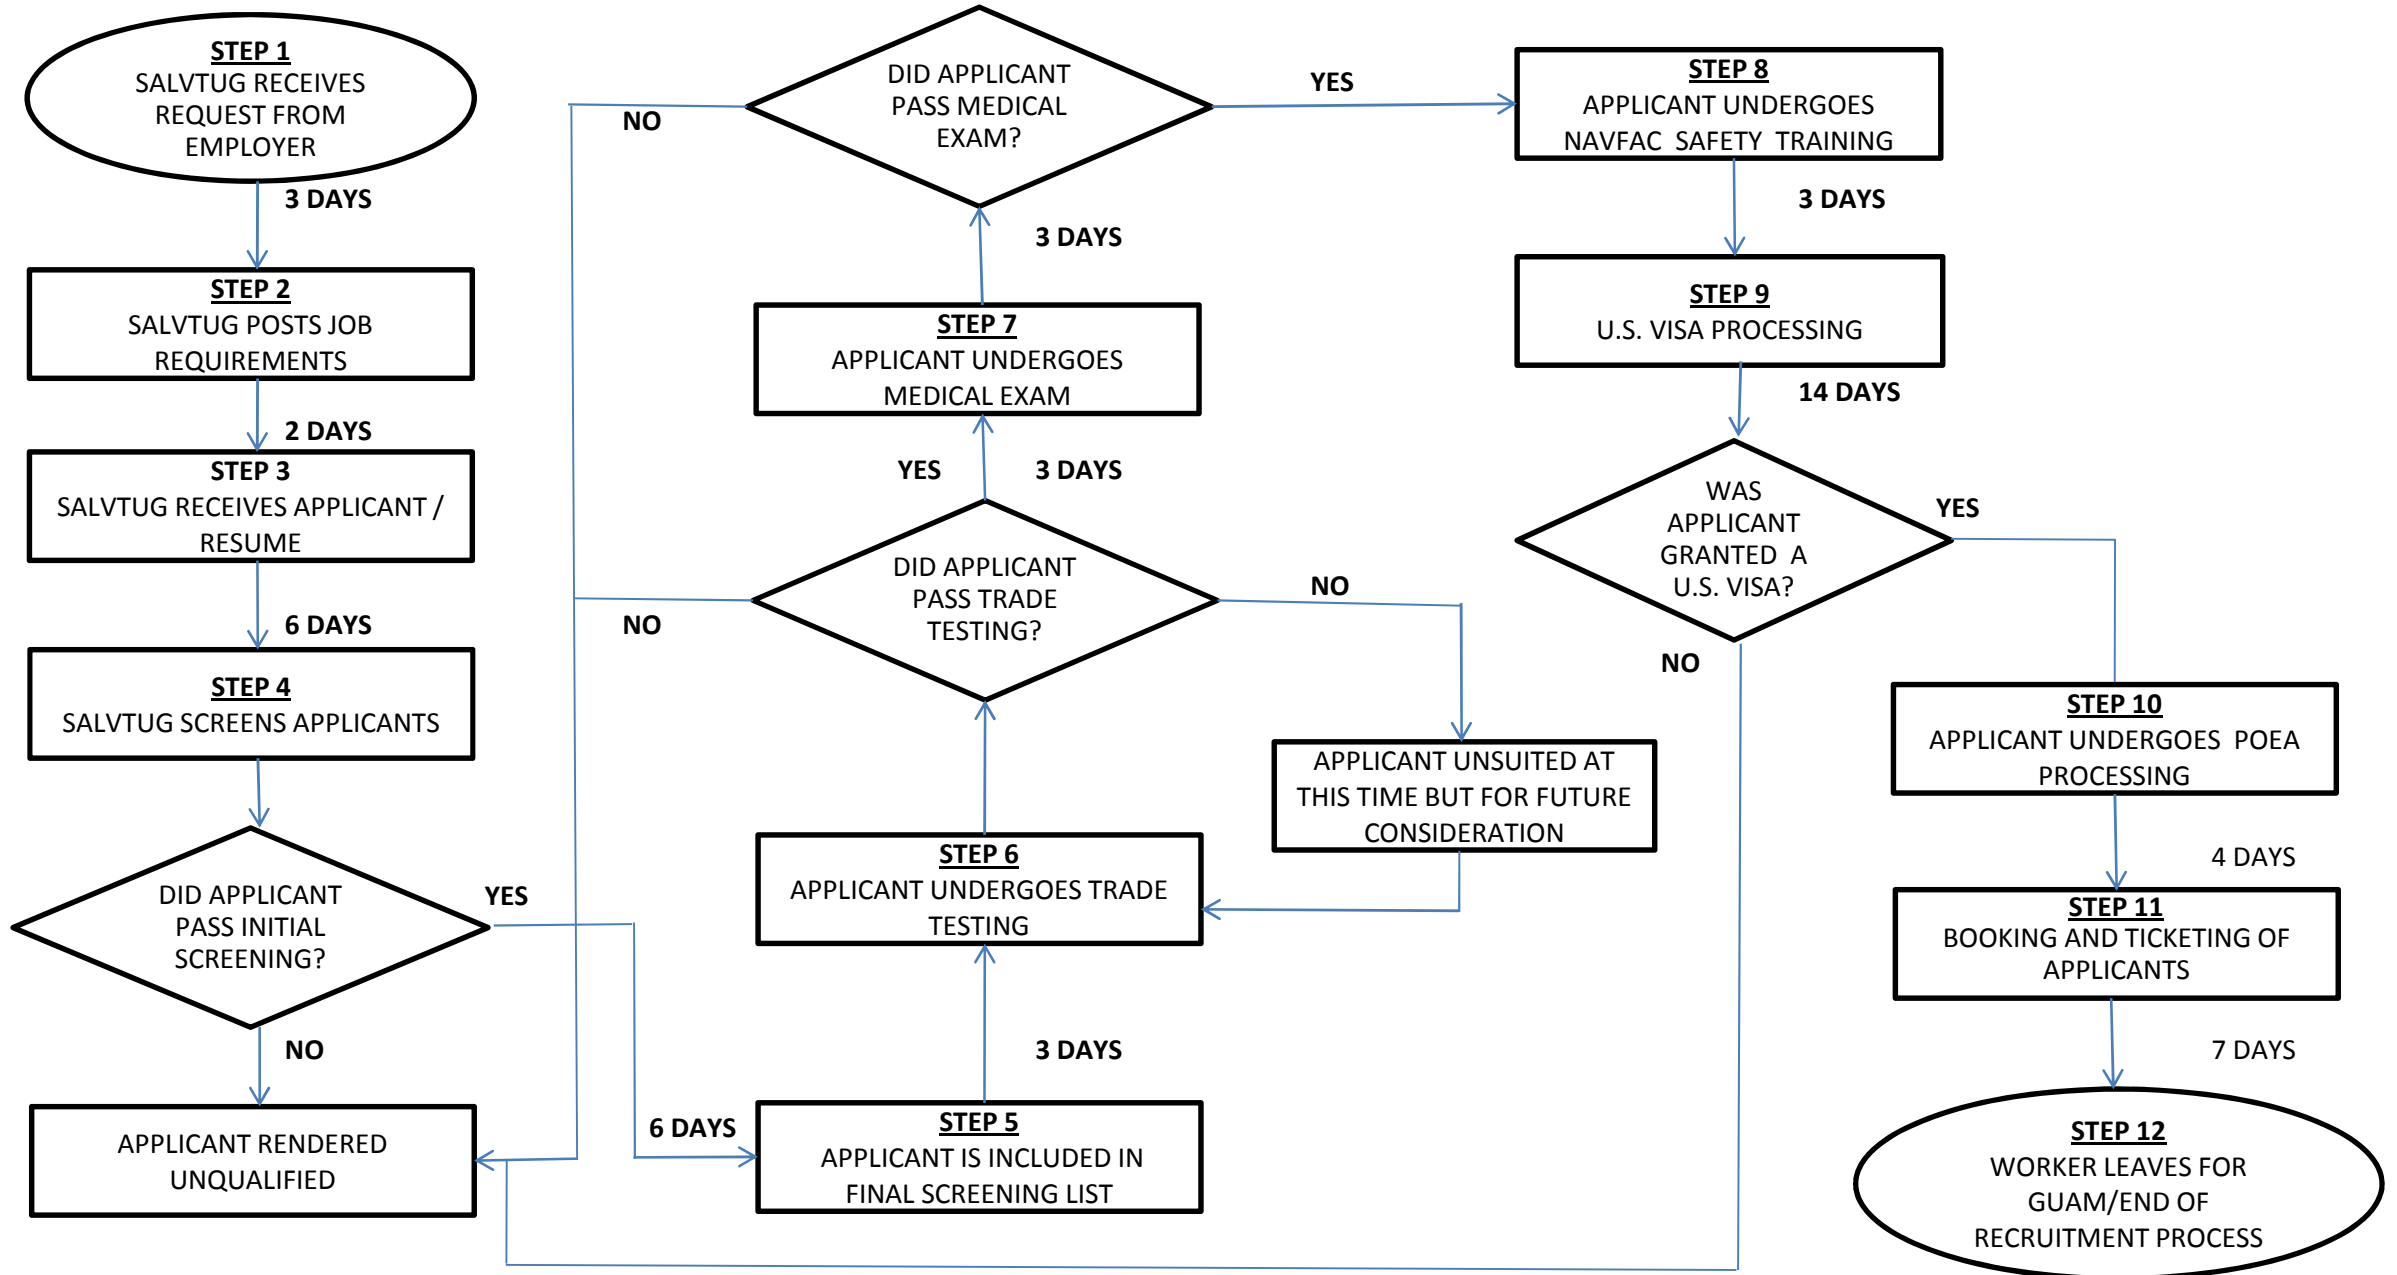 STEP 1
SALVTUG RECEIVES
REQUEST FROM
EMPLOYER
3 DAYS
STEP 2
SALVTUG POSTS JOB
REQUIREMENTS
2 DAYS
STEP 3
SALVTUG RECEIVES APPLICANT /
RESUME
6 DAYS
STEP 4
SALVTUG SCREENS APPLICANTS
DID APPLICANT
PASS INITIAL
SCREENING?
YES
NO
APPLICANT RENDERED
UNQUALIFIED
6 DAYS
STEP 5
APPLICANT IS INCLUDED IN
FINAL SCREENING LIST
3 DAYS
STEP 6
APPLICANT UNDERGOES TRADE
TESTING
DID APPLICANT
PASS TRADE
TESTING?
NO
NO
APPLICANT UNSUITED AT
THIS TIME BUT FOR FUTURE
CONSIDERATION
YES
3 DAYS
STEP 7
APPLICANT UNDERGOES
MEDICAL EXAM
3 DAYS
DID APPLICANT
PASS MEDICAL
EXAM?
NO
YES
STEP 8
APPLICANT UNDERGOES
NAVFAC SAFETY TRAINING
3 DAYS
STEP 9
U.S. VISA PROCESSING
14 DAYS
WAS
APPLICANT
GRANTED A
U.S. VISA?
YES
NO
STEP 10
APPLICANT UNDERGOES POEA
PROCESSING
4 DAYS
STEP 11
BOOKING AND TICKETING OF
APPLICANTS
7 DAYS
STEP 12
WORKER LEAVES FOR
GUAM/END OF
RECRUITMENT PROCESS